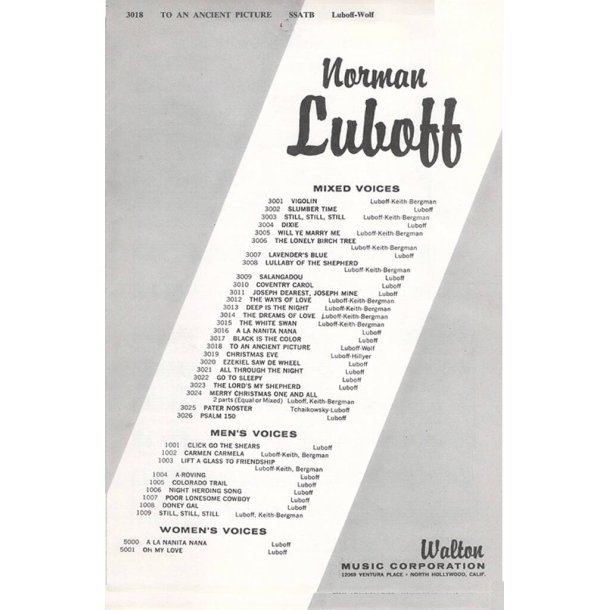 3018 TO AN ANCIENT PICTURE SSATB Luboff-Wolf
Norman
Luboff
MIXED VOICES
3001 VIGOLIN Luboff-Keith-Bergman
3002 SLUMBER TIME Luboff
3003 STILL, STILL, STILL Luboff-Keith-Bergman
3004 DIXIE Luboff
3005 WILL YE MARRY ME Luboff-Keith-Bergman
3006 THE LONELY BIRCH TREE
Luboff-Keith-Bergman
3007 LAVENDER'S BLUE Luboff
3008 LULLABY OF THE SHEPHERD
Luboff-Keith-Bergman
3009 SALANGADOU Luboff
3010 COVENTRY CAROL Luboff
3011 JOSEPH DEAREST, JOSEPH MINE Luboff
3012 THE WAYS OF LOVE Luboff-Keith-Bergman
3013 DEEP IS THE NIGHT Luboff-Keith-Bergman
3014 THE DREAMS OF LOVE Luboff-Keith-Bergman
3015 THE WHITE SWAN Luboff-Keith-Bergman
3016 A LA NANITA NANA Luboff
3017 BLACK IS THE COLOR Luboff
3018 TO AN ANCIENT PICTURE Luboff-Wolf
3019 CHRISTMAS EVE Luboff-Hillyer
3020 EZEKIEL SAW DE WHEEL Luboff
3021 ALL THROUGH THE NIGHT Luboff
3022 GO TO SLEEPY Luboff
3023 THE LORD'S MY SHEPHERD Luboff
3024 MERRY CHRISTMAS ONE AND ALL
2 parts (Equal or Mixed) Luboff, Keith-Bergman
3025 PATER NOSTER Tchaikowsky-Luboff
3026 PSALM 150 Luboff
MEN'S VOICES
1001 CLICK GO THE SHEARS Luboff
1002 CARMEN CARMELA Luboff-Keith, Bergman
1003 LIFT A GLASS TO FRIENDSHIP
Luboff-Keith, Bergman
1004 A-ROVING Luboff
1005 COLORADO TRAIL Luboff
1006 NIGHT HERDING SONG Luboff
1007 POOR LONESOME COWBOY Luboff
1008 DONEY GAL Luboff
1009 STILL, STILL, STILL Luboff, Keith-Bergman
WOMEN'S VOICES
5000 A LA NANITA NANA Luboff
5001 OH MY LOVE Luboff
Walton
MUSIC CORPORATION
12069 VENTURA PLACE • NORTH HOLLYWOOD, CALIF.